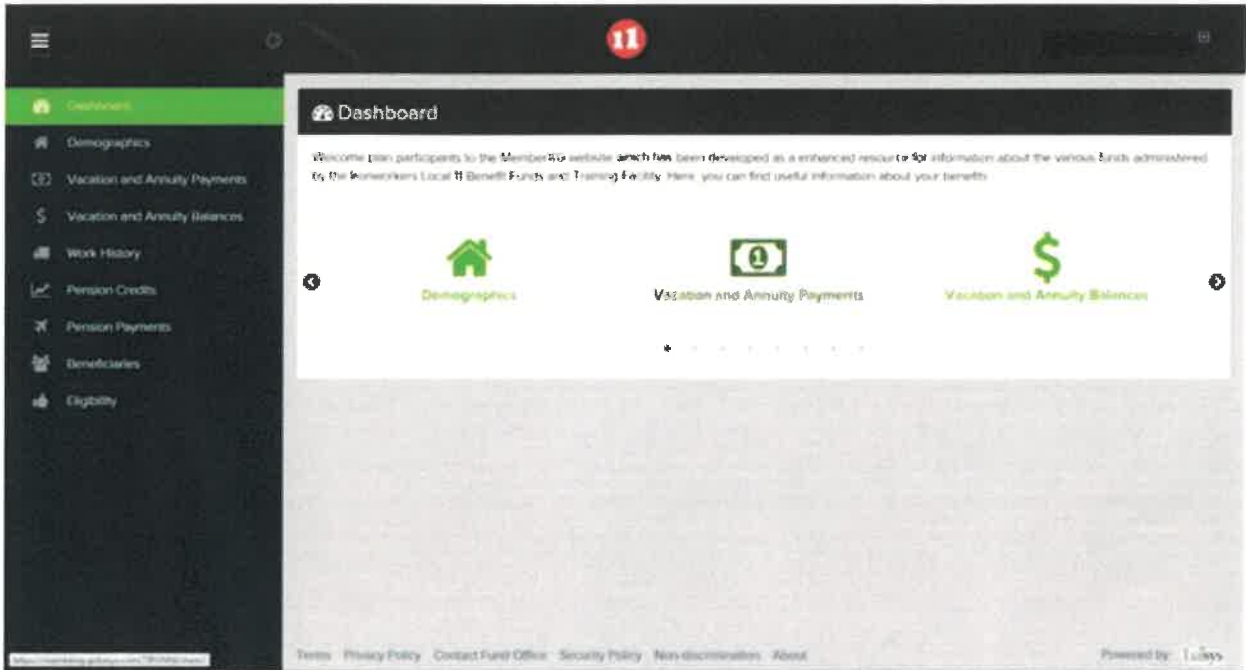 11
Dashboard
Demographics
Vacation and Annuity Payments
Vacation and Annuity Balances
Work History
Pension Credits
Pension Payments
Beneficiaries
Eligibility
Dashboard
Welcome plan participants to the website which has been developed as a enhanced resource for information about the various funds administered
by the Ironworkers Local 11 Benefit Funds and Training Facility. Here, you can find useful information about your benefits
Demographics
Vacation and Annuity Payments
Vacation and Annuity Balances
Terms Privacy Policy Contact Fund Office Security Policy Non-discrimination About
Powered by